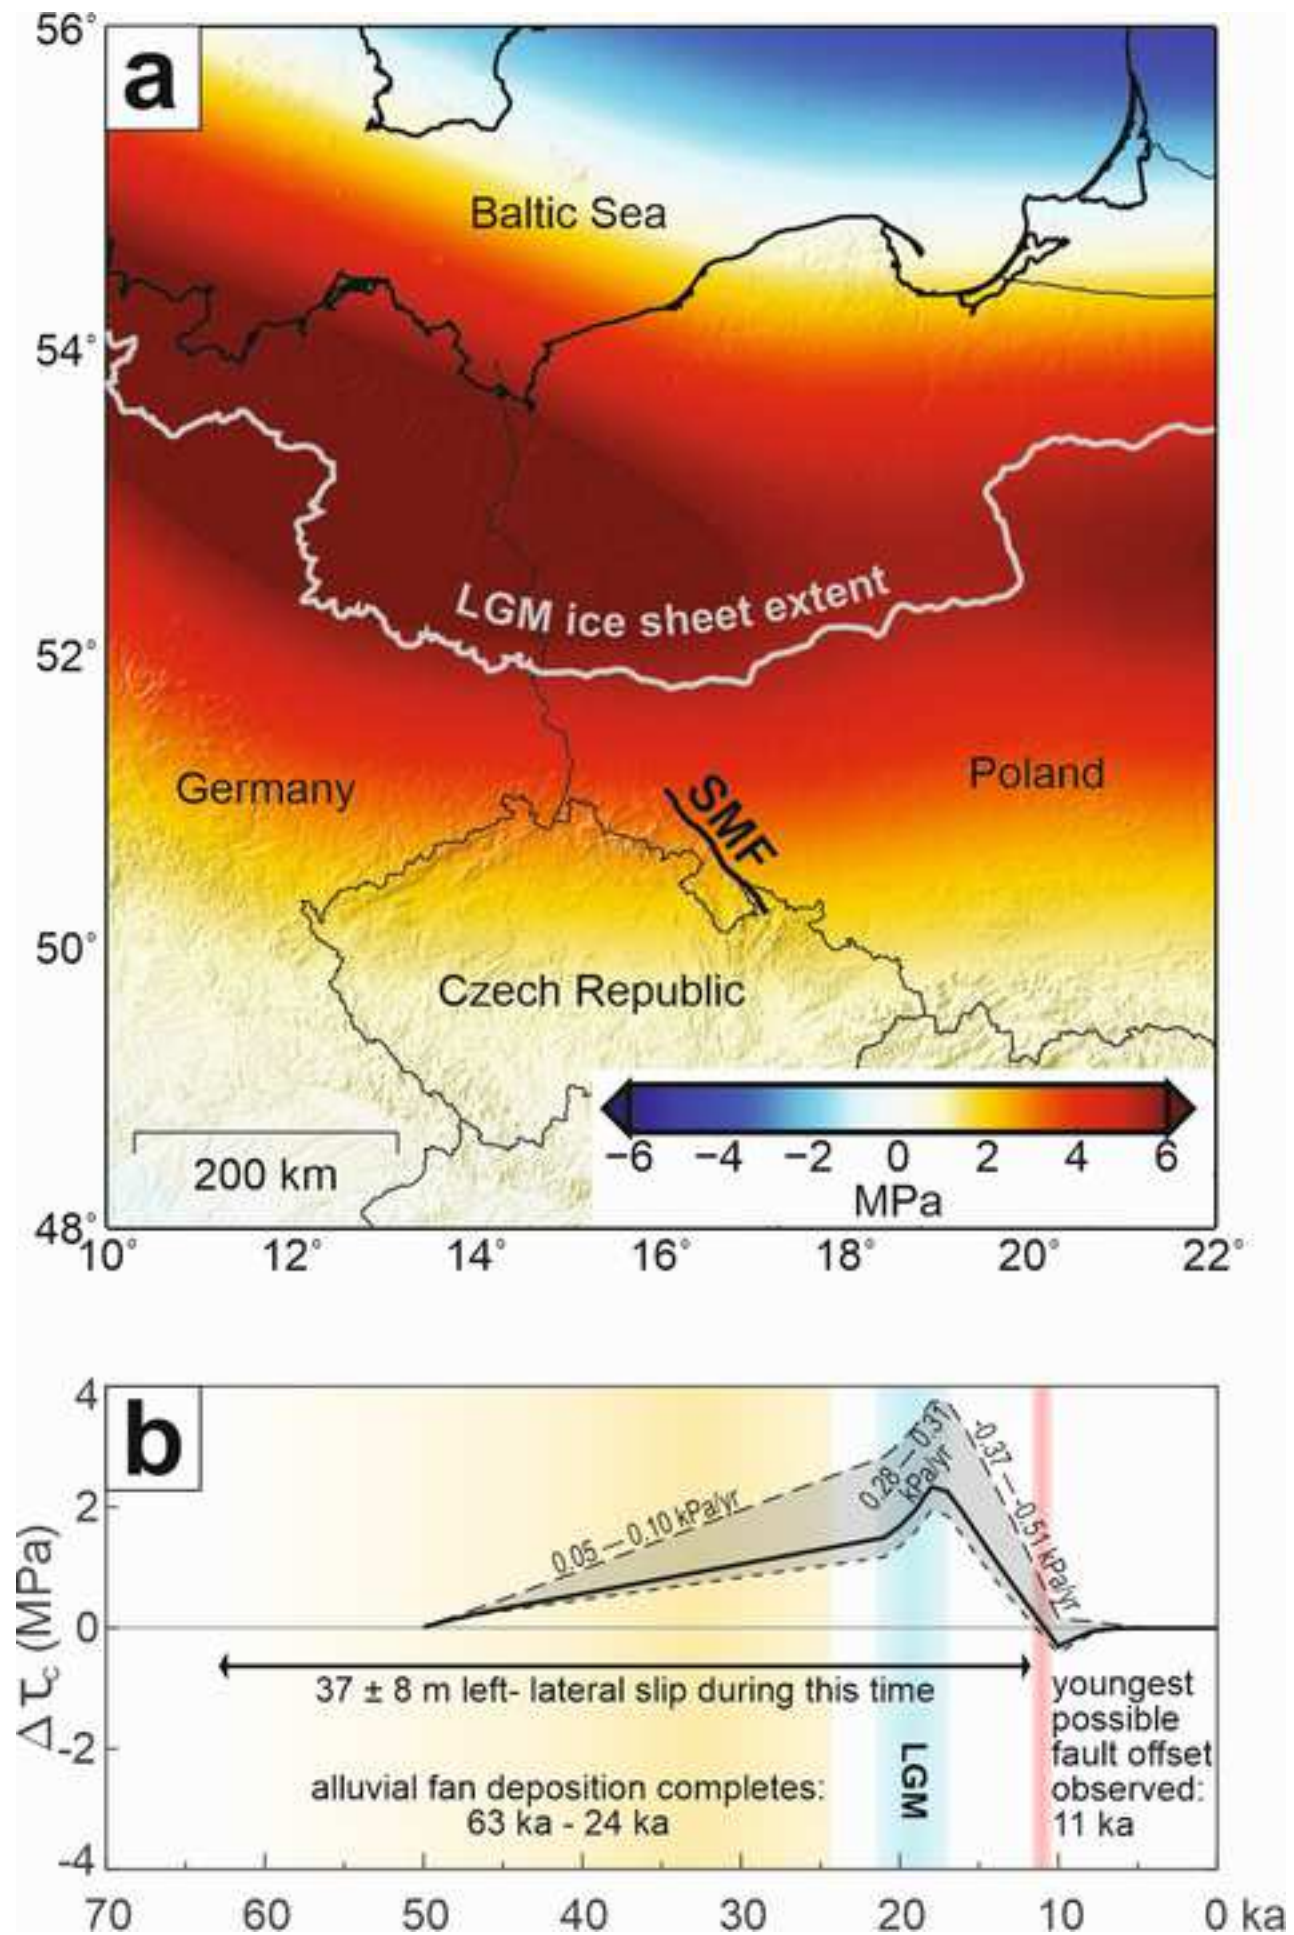 56°
a
Baltic Sea
54°
LGM ice sheet extent
52°
Germany
Poland
SMF
50°
Czech Republic
200 km
−6 −4 −2 0 2 4 6
MPa
48°
10° 12° 14° 16° 18° 20° 22°
b
4
2
0
-2
-4
Δ τc (MPa)
0.05 — 0.10 kPa/yr
0.28 — 0.31
kPa/yr
-0.37 — -0.51 kPa/yr
37 ± 8 m left- lateral slip during this time
alluvial fan deposition completes:
63 ka - 24 ka
LGM
youngest
possible
fault offset
observed:
11 ka
70 60 50 40 30 20 10 0 ka